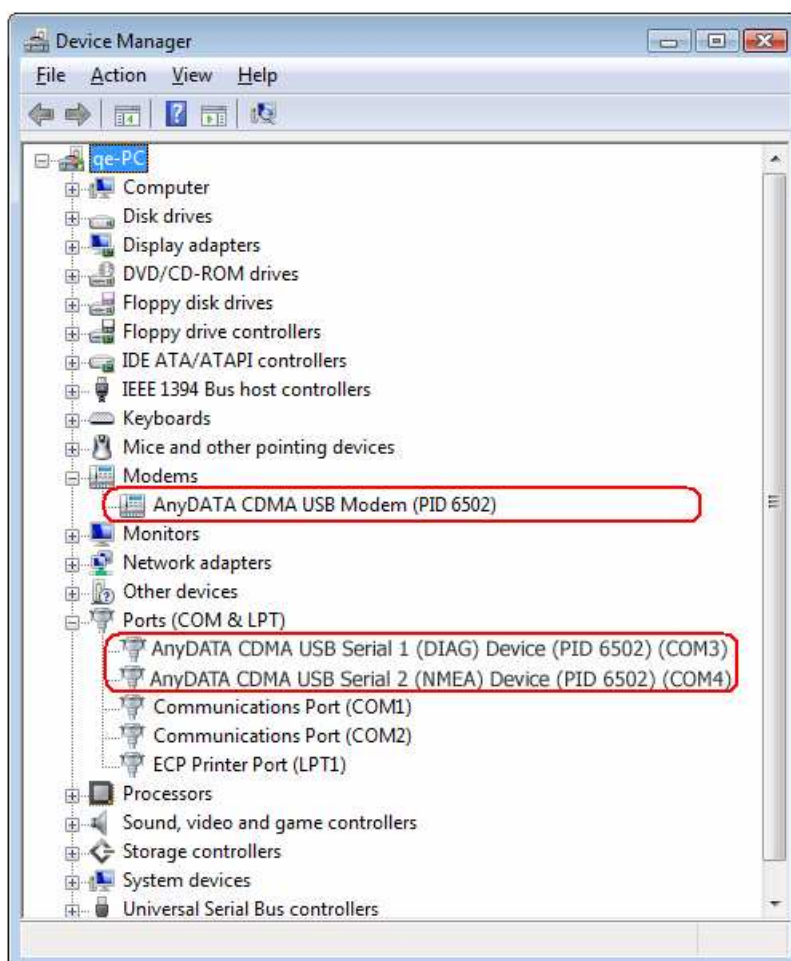 Device Manager
File Action View Help
qe-PC
Computer
Disk drives
Display adapters
DVD/CD-ROM drives
Floppy disk drives
Floppy drive controllers
IDE ATA/ATAPI controllers
IEEE 1394 Bus host controllers
Keyboards
Mice and other pointing devices
Modems
AnyDATA CDMA USB Modem (PID 6502)
Monitors
Network adapters
Other devices
Ports (COM & LPT)
AnyDATA CDMA USB Serial 1 (DIAG) Device (PID 6502) (COM3)
AnyDATA CDMA USB Serial 2 (NMEA) Device (PID 6502) (COM4)
Communications Port (COM1)
Communications Port (COM2)
ECP Printer Port (LPT1)
Processors
Sound, video and game controllers
Storage controllers
System devices
Universal Serial Bus controllers